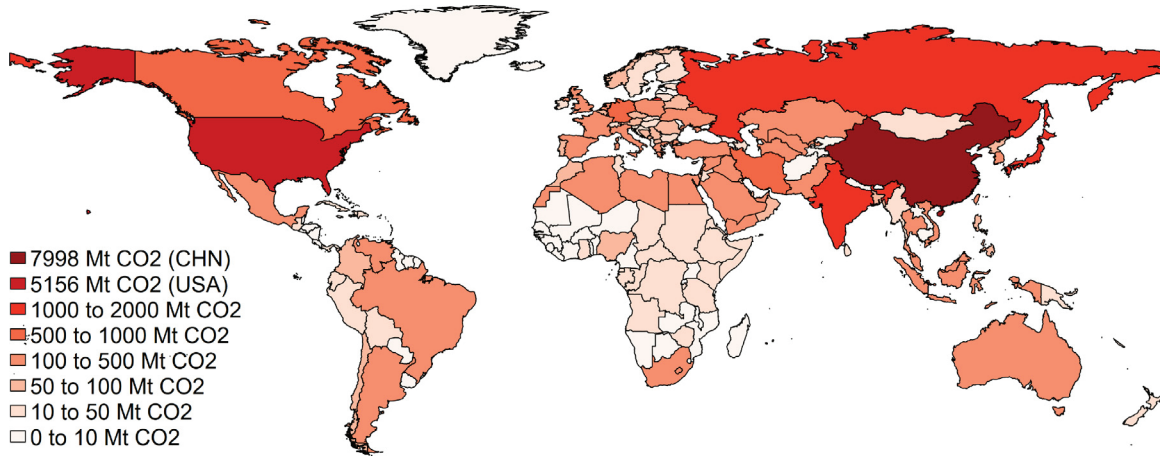 7998 Mt CO2 (CHN)
5156 Mt CO2 (USA)
1000 to 2000 Mt CO2
500 to 1000 Mt CO2
100 to 500 Mt CO2
50 to 100 Mt CO2
10 to 50 Mt CO2
0 to 10 Mt CO2